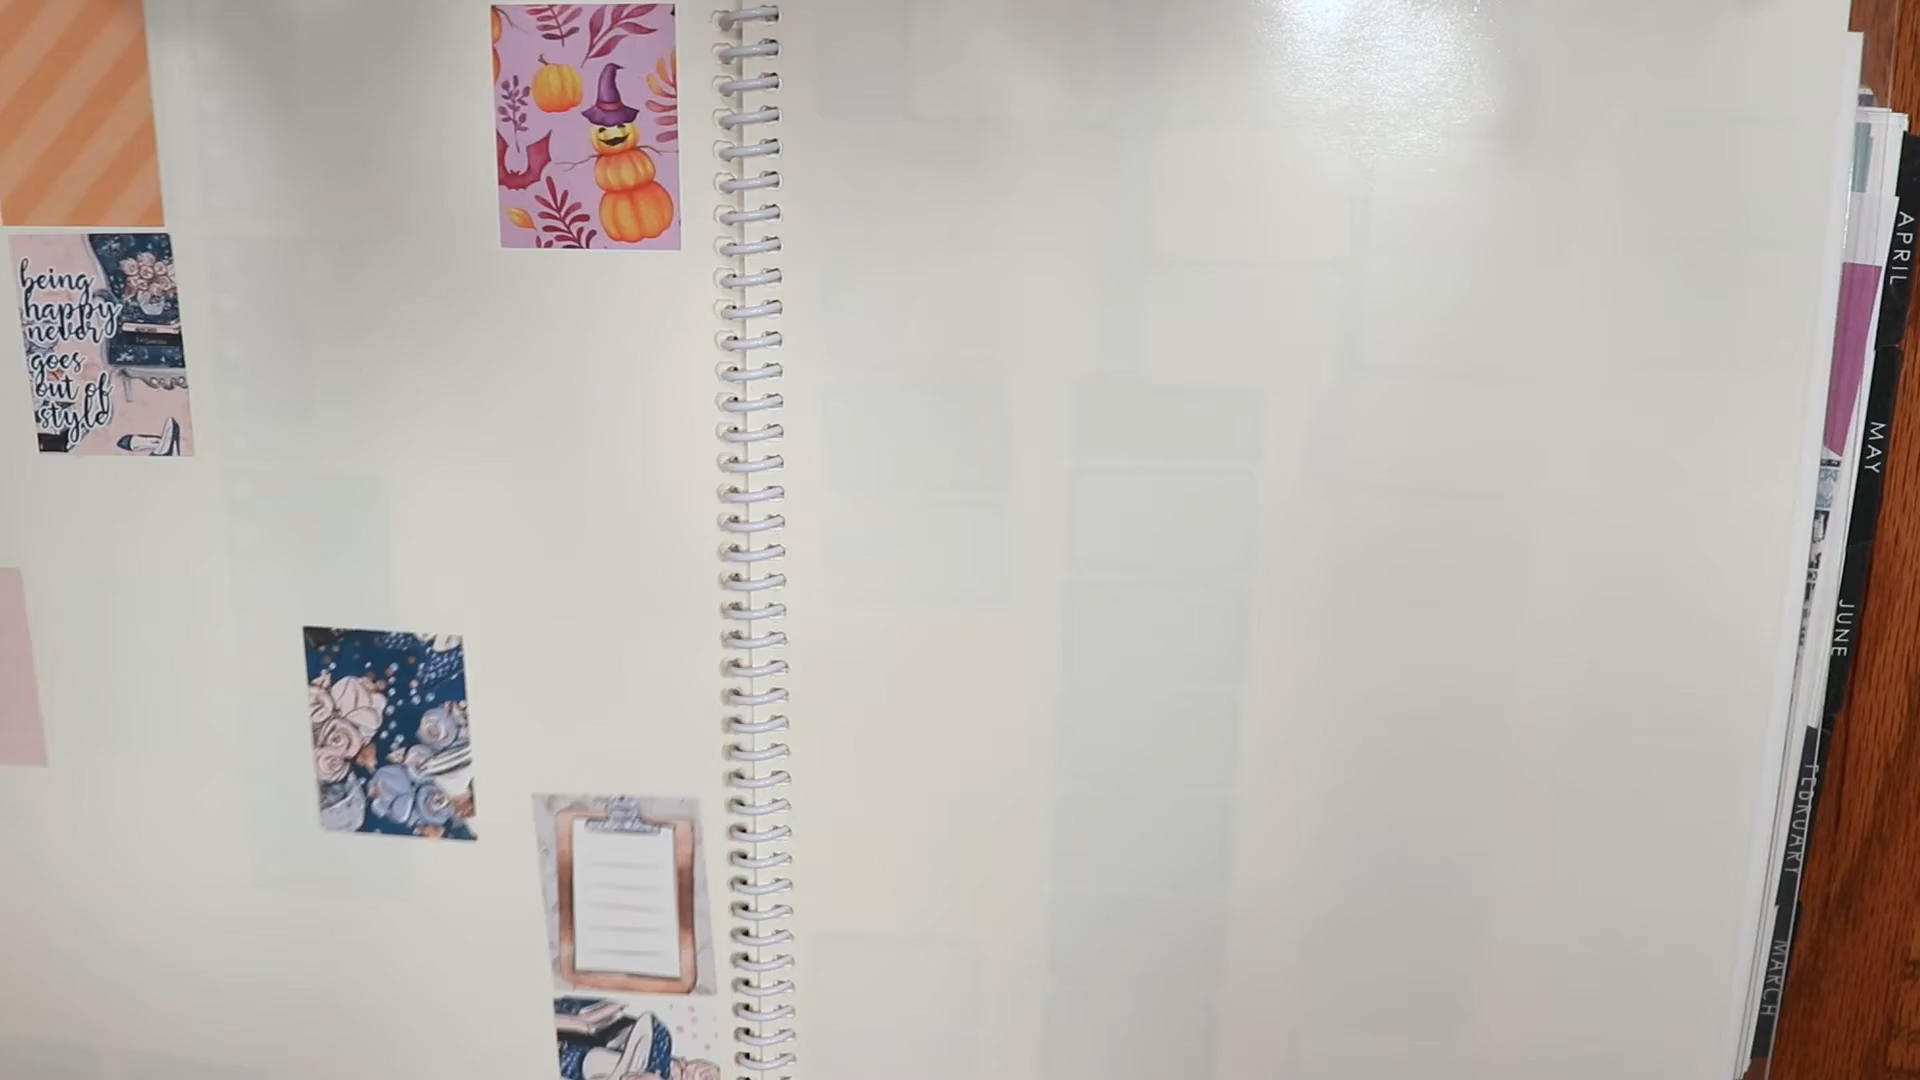 being
happy
never
goes
out of
style
APRIL
MAY
JUNE
FEBRUARY
MARCH